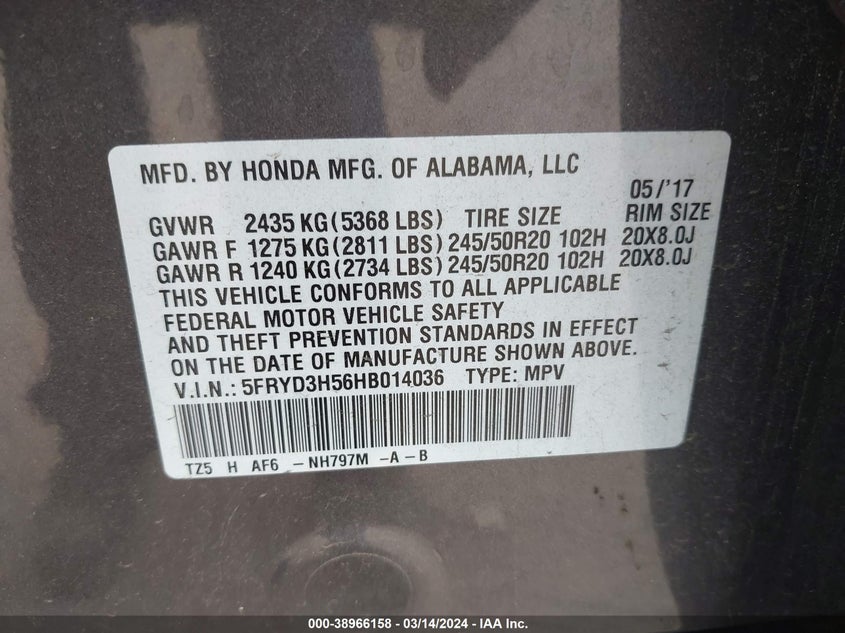 MFD. BY HONDA MFG. OF ALABAMA, LLC
05/'17
GVWR 2435 KG(5368 LBS) TIRE SIZE RIM SIZE
GAWR F 1275 KG(2811 LBS) 245/50R20 102H 20X8.0J
GAWR R 1240 KG(2734 LBS) 245/50R20 102H 20X8.0J
THIS VEHICLE CONFORMS TO ALL APPLICABLE
FEDERAL MOTOR VEHICLE SAFETY
AND THEFT PREVENTION STANDARDS IN EFFECT
ON THE DATE OF MANUFACTURE SHOWN ABOVE.
V.I.N.: 5FRYD3H56HB014036 TYPE: MPV
TZ5 H AF6 -NH797M -A-B
000-38966158 - 03/14/2024 - IAA Inc.